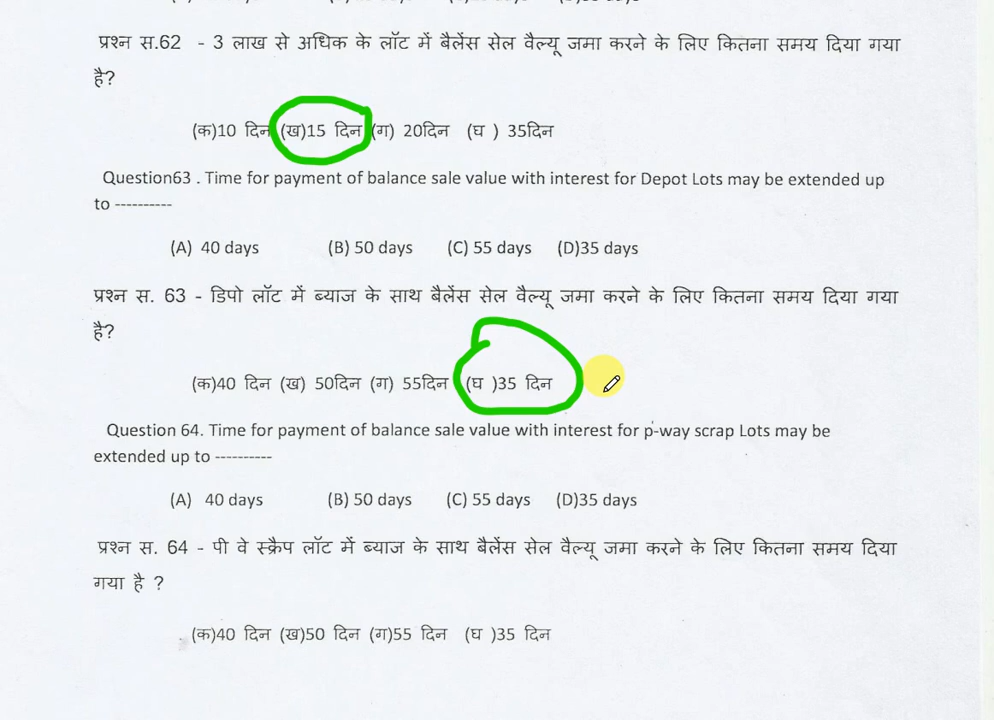 प्रश्न स.62 - 3 लाख से अधिक के लॉट में बैलेंस सेल वैल्यू जमा करने के लिए कितना समय दिया गया
है?
(क)10 दिन (ख)15 दिन (ग) 20दिन (घ ) 35दिन
Question63 . Time for payment of balance sale value with interest for Depot Lots may be extended up
to ----------
(A) 40 days (B) 50 days (C) 55 days (D)35 days
प्रश्न स. 63 - डिपो लॉट में ब्याज के साथ बैलेंस सेल वैल्यू जमा करने के लिए कितना समय दिया गया
है?
(क)40 दिन (ख) 50दिन (ग) 55दिन (घ )35 दिन
Question 64. Time for payment of balance sale value with interest for p-way scrap Lots may be
extended up to ----------
(A) 40 days (B) 50 days (C) 55 days (D)35 days
प्रश्न स. 64 - पी वे स्क्रैप लॉट में ब्याज के साथ बैलेंस सेल वैल्यू जमा करने के लिए कितना समय दिया
गया है ?
(क)40 दिन (ख)50 दिन (ग)55 दिन (घ )35 दिन